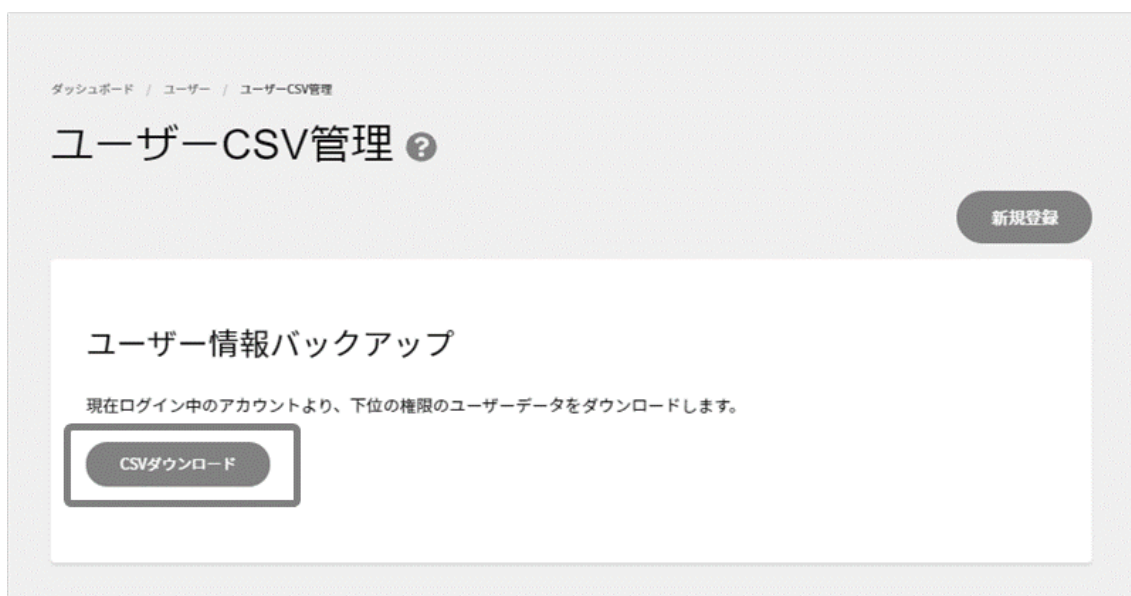 ダッシュボード / ユーザー / ユーザーCSV管理
ユーザーCSV管理 ?
新規登録
ユーザー情報バックアップ
現在ログイン中のアカウントより、下位の権限のユーザーデータをダウンロードします。
CSVダウンロード